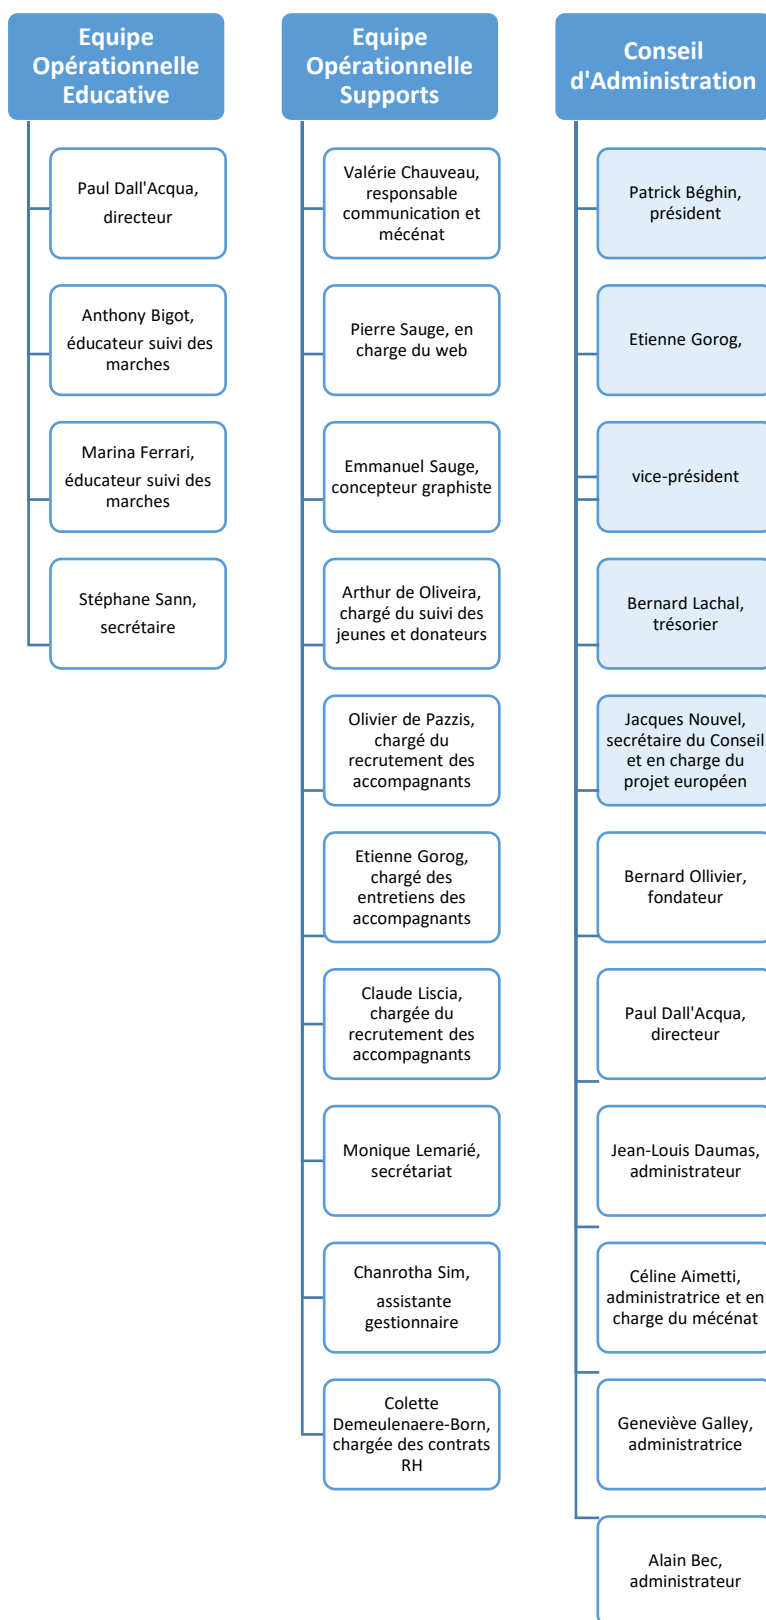 Equipe
Opérationnelle
Educative
Paul Dall'Acqua,
directeur
Anthony Bigot,
éducateur suivi des
marches
Marina Ferrari,
éducateur suivi des
marches
Stéphane Sann,
secrétaire
Equipe
Opérationnelle
Supports
Valérie Chauveau,
responsable
communication et
mécénat
Pierre Sauge, en
charge du web
Emmanuel Sauge,
concepteur graphiste
Arthur de Oliveira,
chargé du suivi des
jeunes et donateurs
Olivier de Pazzis,
chargé du
recrutement des
accompagnants
Etienne Gorog,
chargé des
entretiens des
accompagnants
Claude Liscia,
chargée du
recrutement des
accompagnants
Monique Lemarié,
secrétariat
Chanrotha Sim,
assistante
gestionnaire
Colette
Demeulenaere-Born,
chargée des contrats
RH
Conseil
d'Administration
Patrick Béghin,
président
Etienne Gorog,
vice-président
Bernard Lachal,
trésorier
Jacques Nouvel,
secrétaire du Conseil
et en charge du
projet européen
Bernard Ollivier,
fondateur
Paul Dall'Acqua,
directeur
Jean-Louis Daumas,
administrateur
Céline Aimetti,
administratrice et en
charge du mécénat
Geneviève Galley,
administratrice
Alain Bec,
administrateur